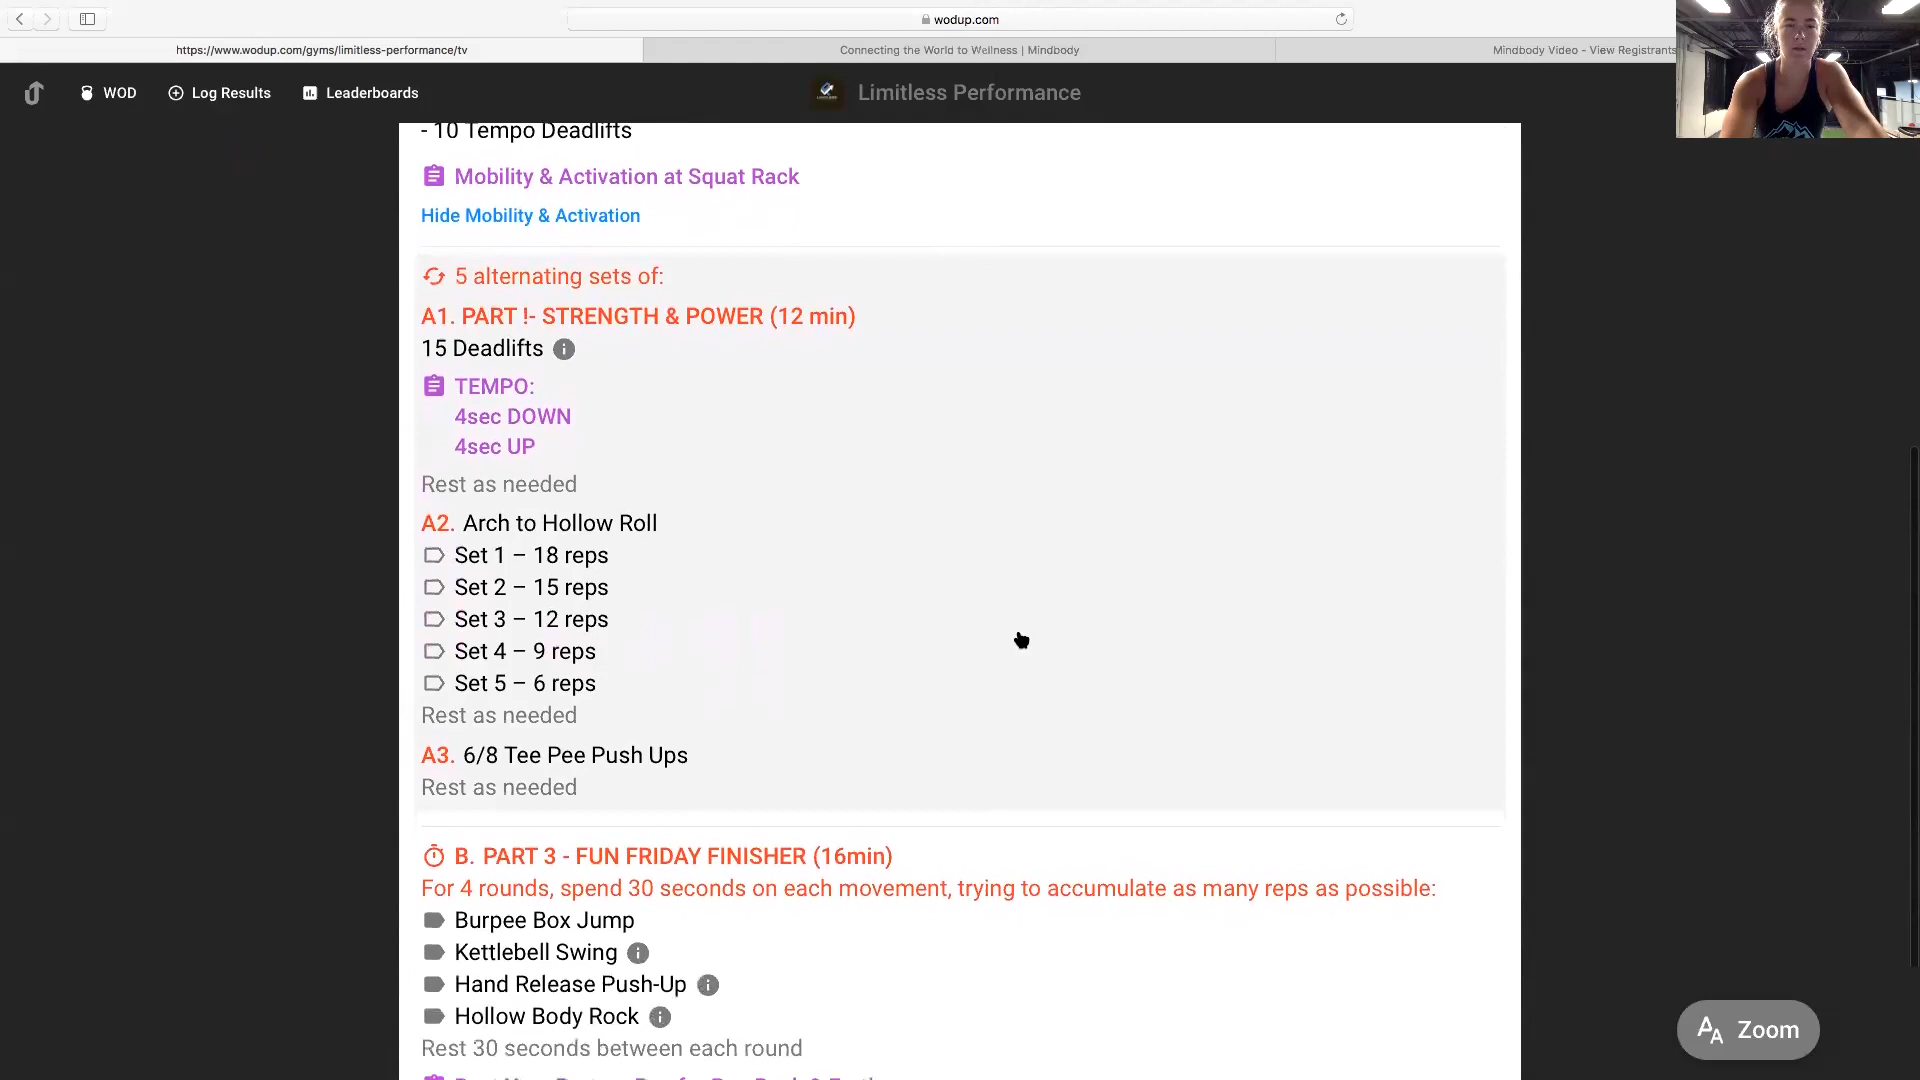 wodup.com
https://www.wodup.com/gyms/limitless-performance/tv
Connecting the World to Wellness | Mindbody
Mindbody Video - View Registrants
WOD
Log Results
Leaderboards
Limitless Performance
- 10 Tempo Deadlifts
Mobility & Activation at Squat Rack
Hide Mobility & Activation
5 alternating sets of:
A1. PART !- STRENGTH & POWER (12 min)
15 Deadlifts
TEMPO:
4sec DOWN
4sec UP
Rest as needed
A2. Arch to Hollow Roll
Set 1 – 18 reps
Set 2 – 15 reps
Set 3 – 12 reps
Set 4 – 9 reps
Set 5 – 6 reps
Rest as needed
A3. 6/8 Tee Pee Push Ups
Rest as needed
B. PART 3 - FUN FRIDAY FINISHER (16min)
For 4 rounds, spend 30 seconds on each movement, trying to accumulate as many reps as possible:
Burpee Box Jump
Kettlebell Swing
Hand Release Push-Up
Hollow Body Rock
Rest 30 seconds between each round
Zoom